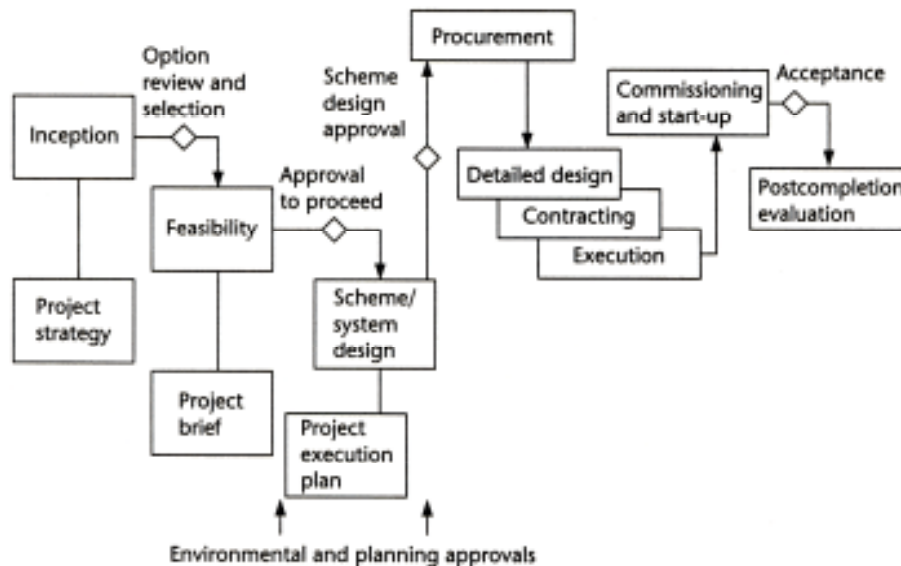 Procurement
Option
review and
selection
Scheme
design
approval
Commissioning
and start-up
Acceptance
Inception
Detailed design
Contracting
Execution
Postcompletion
evaluation
Approval
to proceed
Feasibility
Project
strategy
Scheme/
system
design
Project
brief
Project
execution
plan
Environmental and planning approvals